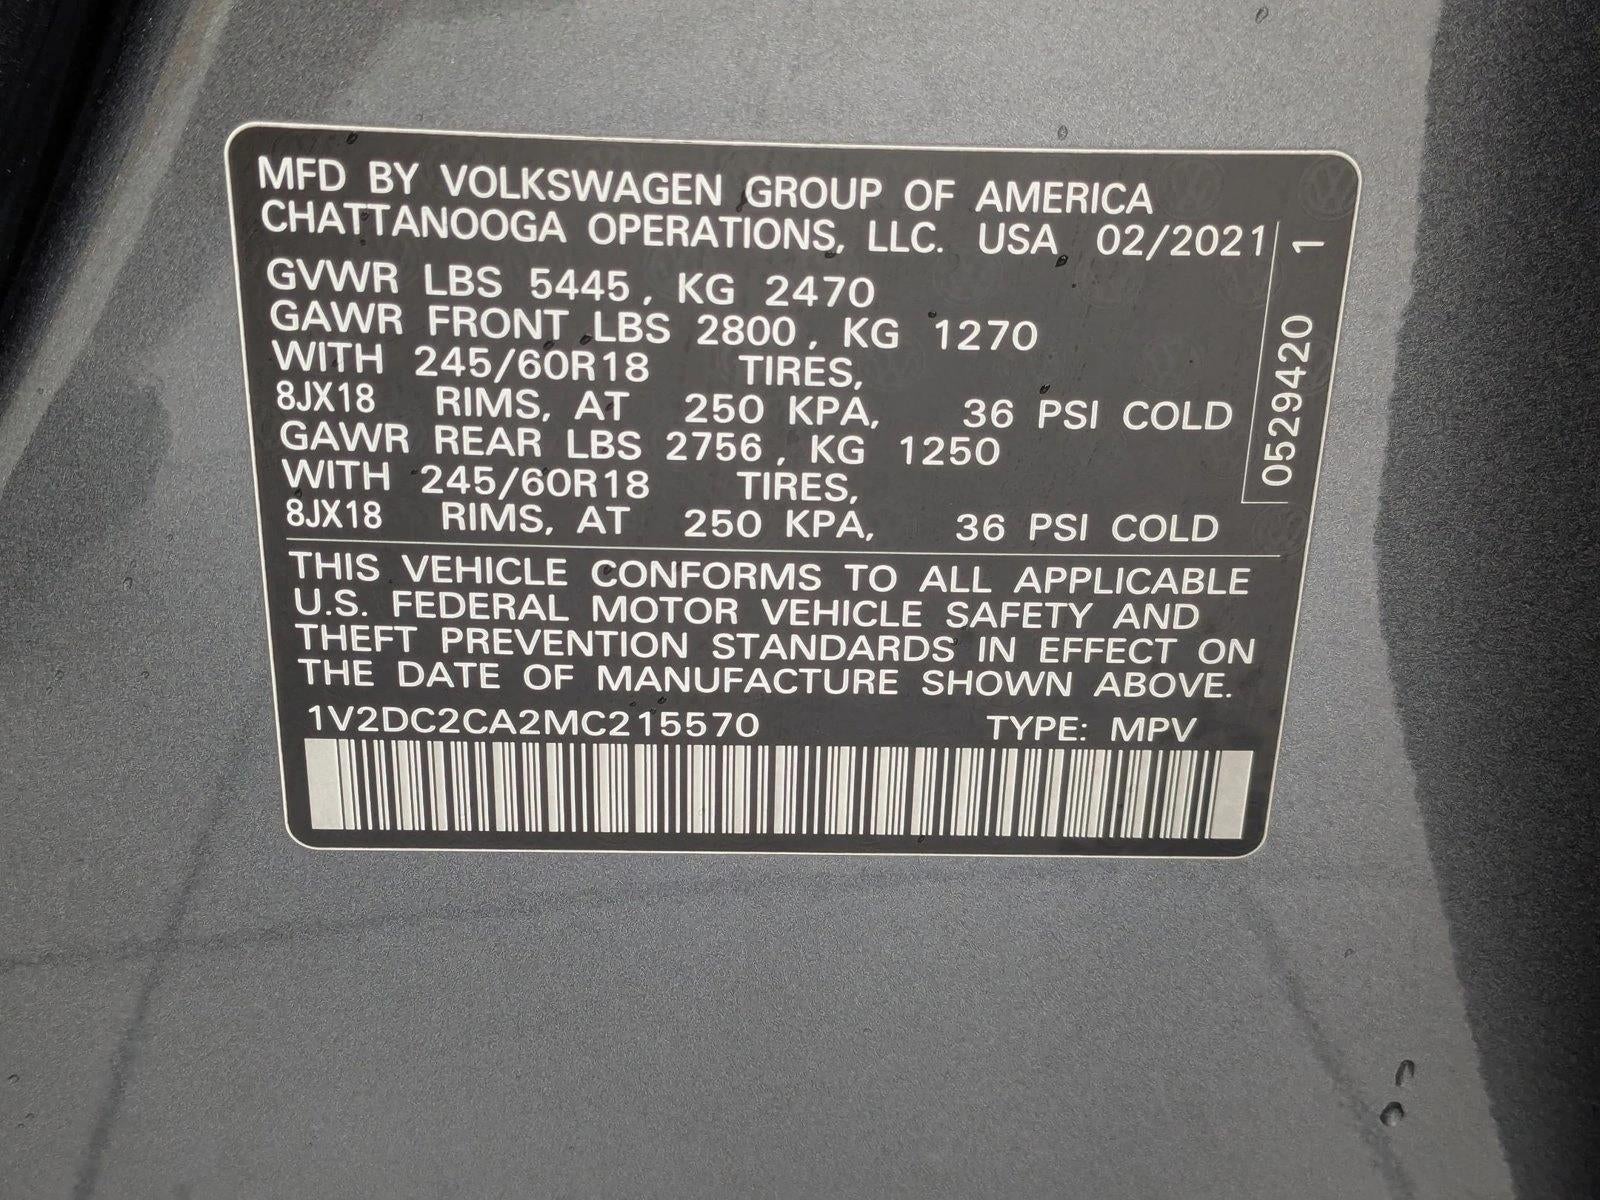 MFD BY VOLKSWAGEN GROUP OF AMERICA
CHATTANOOGA OPERATIONS, LLC. USA 02/2021
GVWR LBS 5445, KG 2470
GAWR FRONT LBS 2800, KG 1270
WITH 245/60R18 TIRES,
8JX18 RIMS, AT 250 KPA, 36 PSI COLD
GAWR REAR LBS 2756, KG 1250
WITH 245/60R18 TIRES,
8JX18 RIMS, AT 250 KPA, 36 PSI COLD
0529420 1
THIS VEHICLE CONFORMS TO ALL APPLICABLE
U.S. FEDERAL MOTOR VEHICLE SAFETY AND
THEFT PREVENTION STANDARDS IN EFFECT ON
THE DATE OF MANUFACTURE SHOWN ABOVE.
1V2DC2CA2MC215570 TYPE: MPV